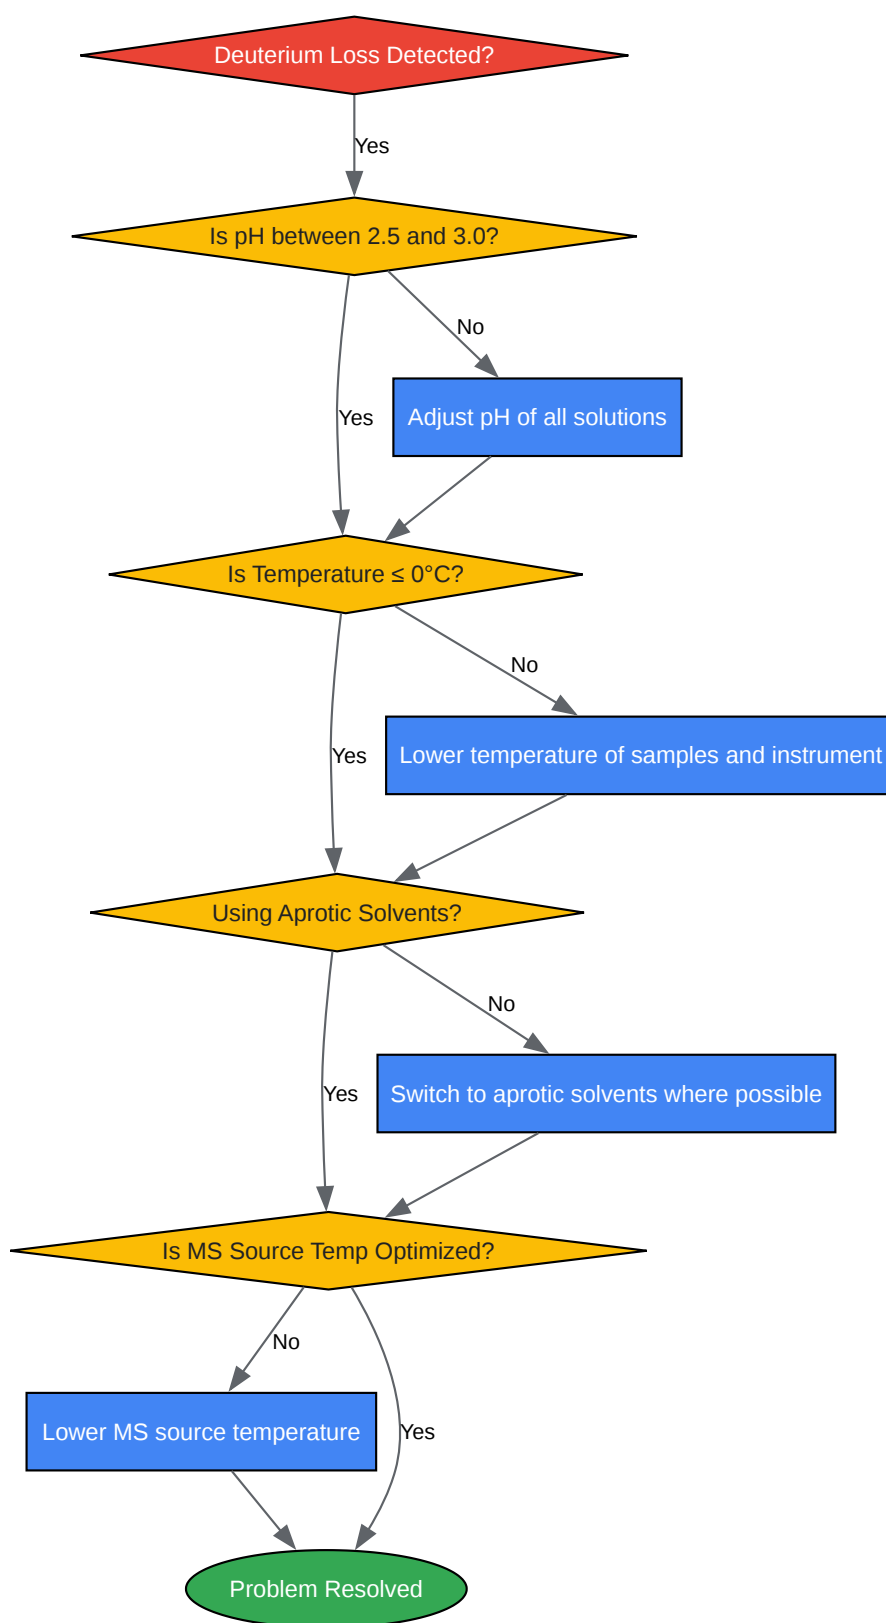 Deuterium Loss Detected?
Yes
Is pH between 2.5 and 3.0?
No
Yes
Adjust pH of all solutions
Is Temperature ≤ 0°C?
No
Yes
Lower temperature of samples and instrument
Using Aprotic Solvents?
No
Yes
Switch to aprotic solvents where possible
Is MS Source Temp Optimized?
No
Lower MS source temperature
Yes
Problem Resolved